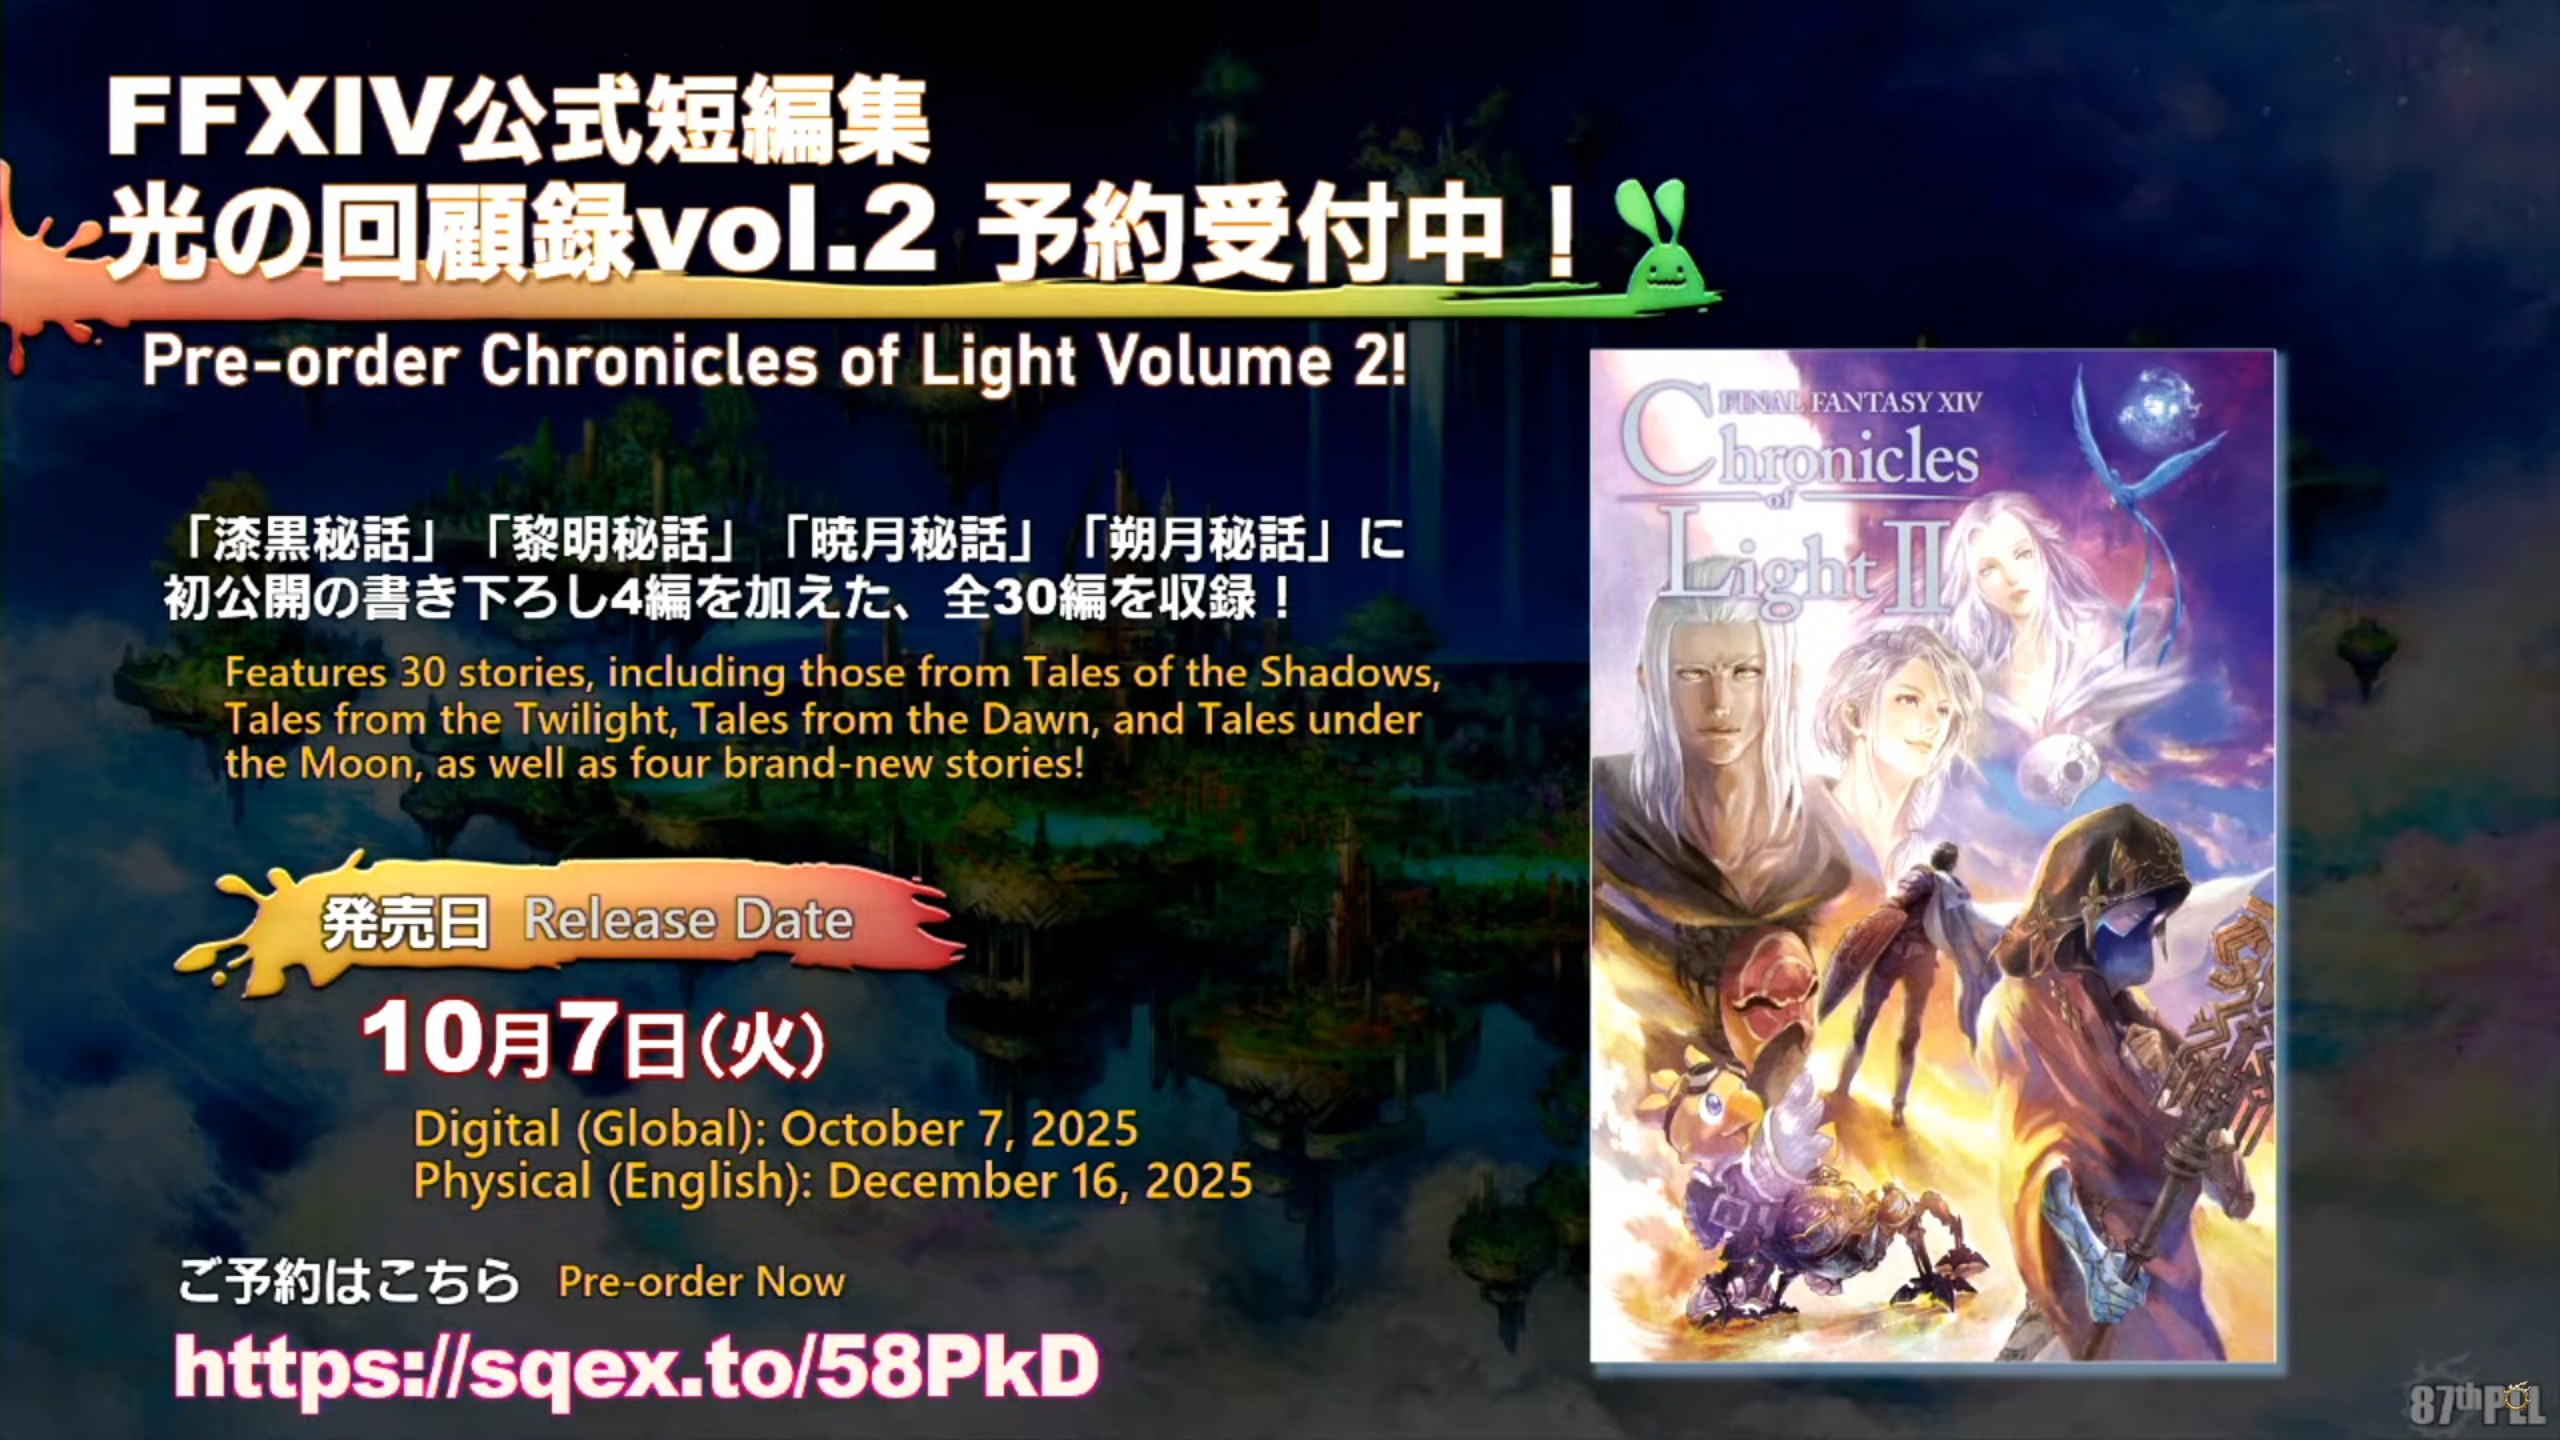 FFXIV公式短編集
光の回顧録vol.2 予約受付中！
Pre-order Chronicles of Light Volume 2!
「漆黒秘話」「黎明秘話」「暁月秘話」「朔月秘話」に
初公開の書き下ろし4編を加えた、全30編を収録！
Features 30 stories, including those from Tales of the Shadows,
Tales from the Twilight, Tales from the Dawn, and Tales under
the Moon, as well as four brand-new stories!
発売日 Release Date
10月7日（火）
Digital (Global): October 7, 2025
Physical (English): December 16, 2025
ご予約はこちら Pre-order Now
https://sqex.to/58PkD
FINAL FANTASY XIV
Chronicles
of
Light II
87thPLL